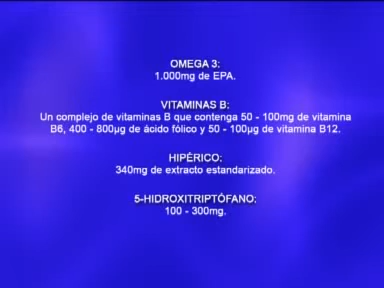 OMEGA 3:
1.000mg de EPA.
VITAMINAS B:
Un complejo de vitaminas B que contenga 50 - 100mg de vitamina
B6, 400 - 800µg de ácido fólico y 50 - 100µg de vitamina B12.
HIPÉRICO:
340mg de extracto estandarizado.
5-HIDROXITRIPTÓFANO:
100 - 300mg.